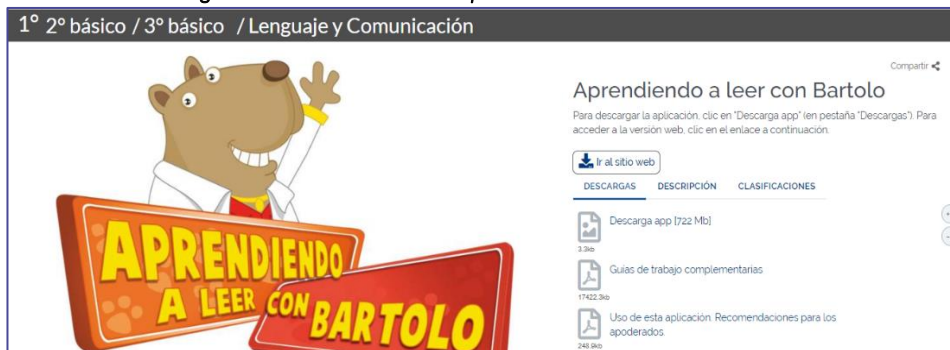 1° 2° básico / 3° básico / Lenguaje y Comunicación
Compartir
Aprendiendo a leer con Bartolo
Para descargar la aplicación, clic en "Descarga app" (en pestaña "Descargas"). Para
acceder a la versión web, clic en el enlace a continuación.
Ir al sitio web
DESCARGAS DESCRIPCIÓN CLASIFICACIONES
Descarga app [722 Mb]
3.3kb
Guías de trabajo complementarias
17422.3kb
Uso de esta aplicación. Recomendaciones para los
apoderados.
248.9kb
APRENDIENDO
A LEER CON
BARTOLO